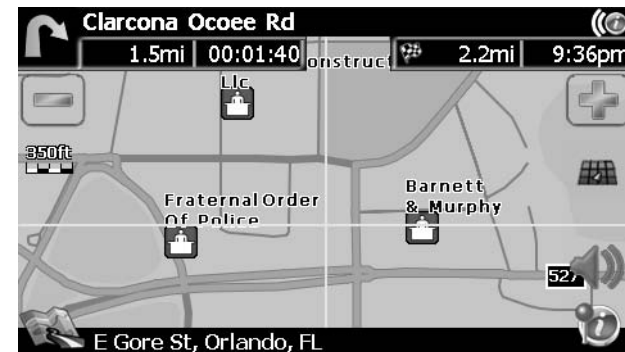 Clarcona Ocoee Rd
1.5mi 00:01:40 2.2mi 9:36pm
onstruct
Llc
350ft
Barnett
& Murphy
Fraternal Order
Of Police
527
E Gore St, Orlando, FL